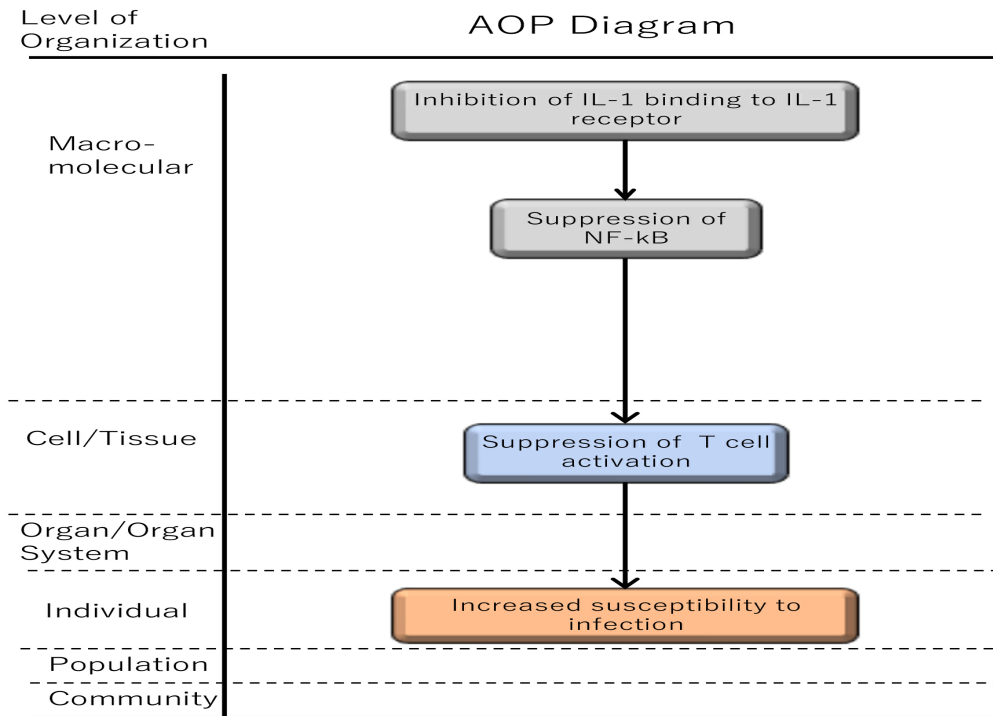 Level of
Organization
AOP Diagram
Macro-
molecular
Inhibition of IL-1 binding to IL-1
receptor
Suppression of
NF-kB
Cell/Tissue
Suppression of T cell
activation
Organ/Organ
System
Individual
Increased susceptibility to
infection
Population
Community